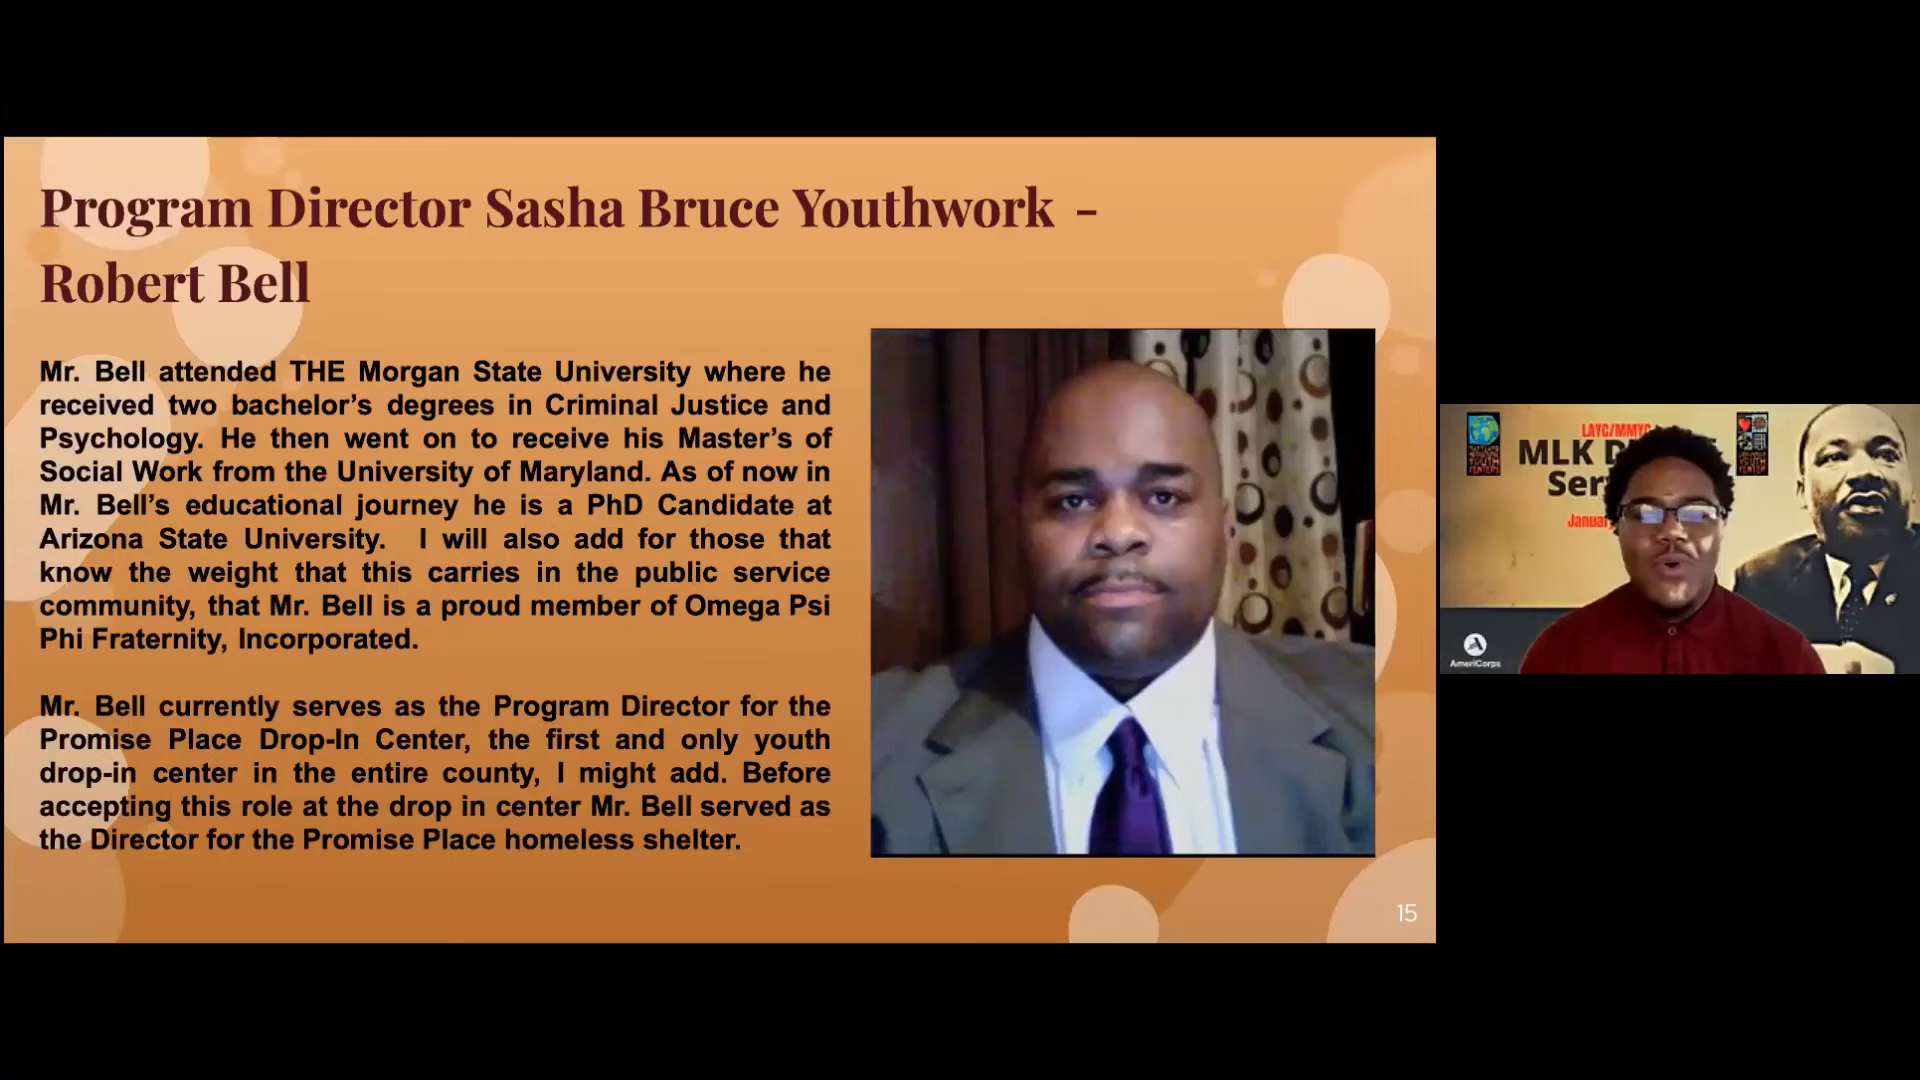 Program Director Sasha Bruce Youthwork -
Robert Bell
Mr. Bell attended THE Morgan State University where he
received two bachelor’s degrees in Criminal Justice and
Psychology. He then went on to receive his Master’s of
Social Work from the University of Maryland. As of now in
Mr. Bell’s educational journey he is a PhD Candidate at
Arizona State University. I will also add for those that
know the weight that this carries in the public service
community, that Mr. Bell is a proud member of Omega Psi
Phi Fraternity, Incorporated.
Mr. Bell currently serves as the Program Director for the
Promise Place Drop-In Center, the first and only youth
drop-in center in the entire county, I might add. Before
accepting this role at the drop in center Mr. Bell served as
the Director for the Promise Place homeless shelter.
15
LAYC/MMYC
MLK D
Ser
Januar
AmeriCorps